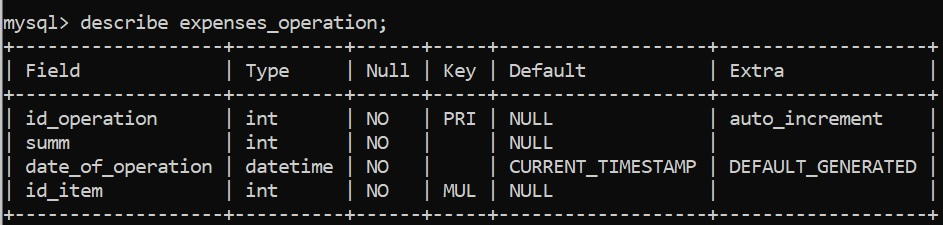 mysql> describe expenses_operation;
+-------------------+----------+------+-----+-------------------+-------------------+
| Field             | Type     | Null | Key | Default           | Extra             |
+-------------------+----------+------+-----+-------------------+-------------------+
| id_operation      | int      | NO   | PRI | NULL              | auto_increment    |
| summ              | int      | NO   |     | NULL              |                   |
| date_of_operation | datetime | NO   |     | CURRENT_TIMESTAMP | DEFAULT_GENERATED |
| id_item           | int      | NO   | MUL | NULL              |                   |
+-------------------+----------+------+-----+-------------------+-------------------+